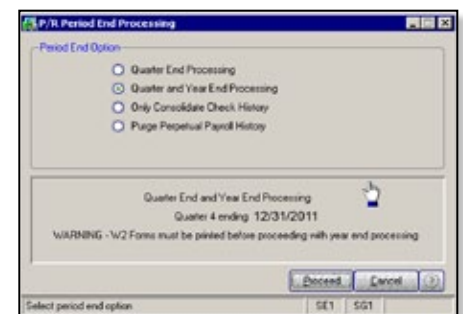 P/R Period End Processing
Period End Option
Quarter End Processing
Quarter and Year End Processing
Only Consolidate Check History
Purge Perpetual Payroll History
Quarter End and Year End Processing
Quarter 4 ending 12/31/2011
WARNING - W2 Forms must be printed before proceeding with year end processing
Proceed Cancel
Select period end option SE1 SG1